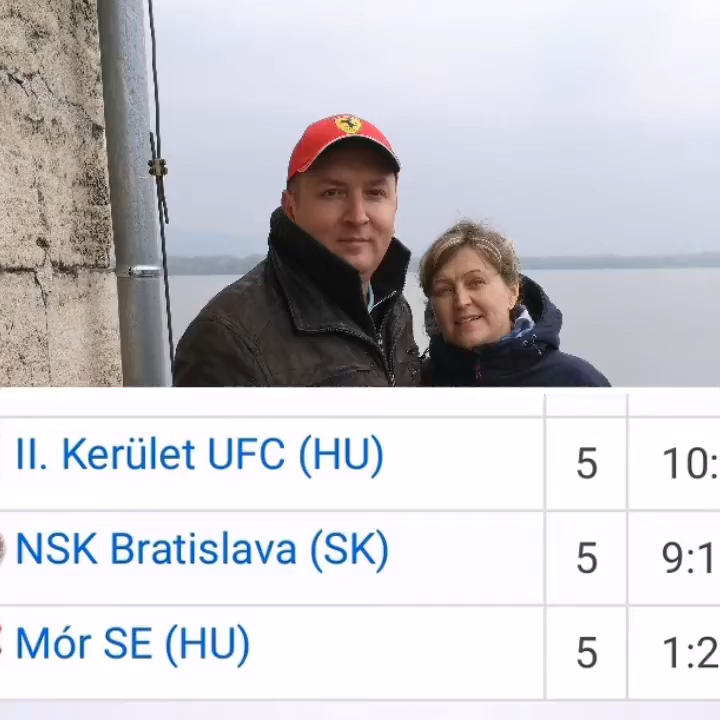 II. Kerület UFC (HU) 5 10:
NSK Bratislava (SK) 5 9:1
Mór SE (HU) 5 1:2